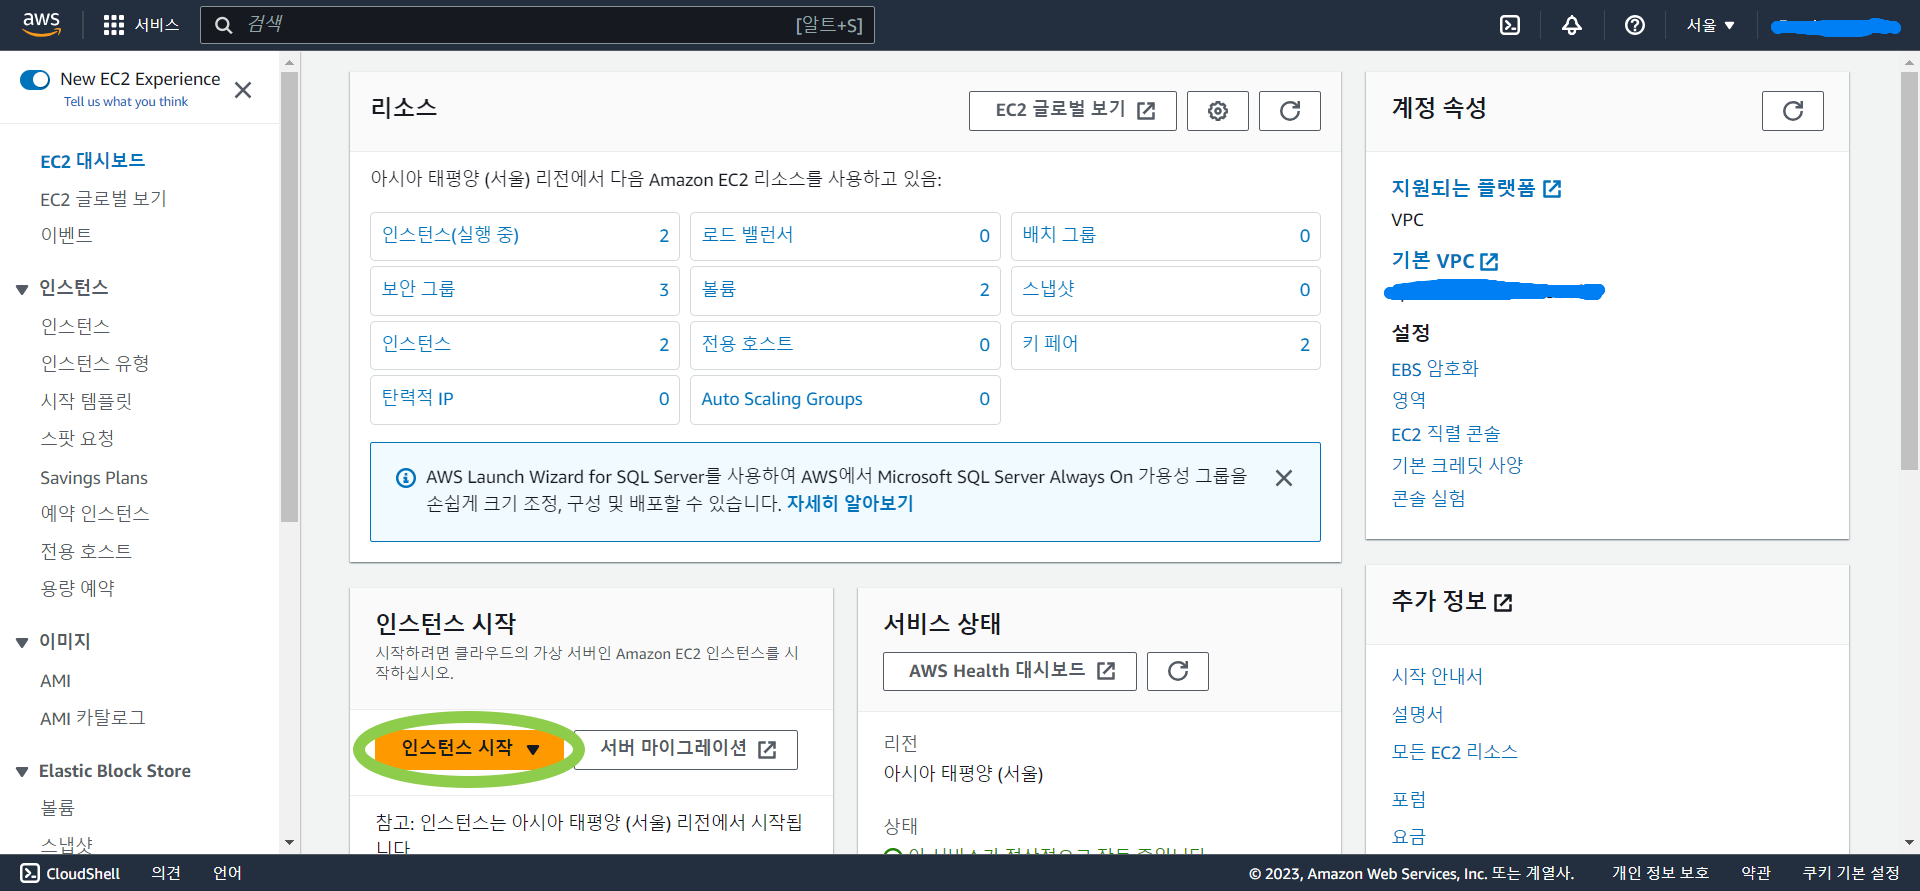 aws
서비스
검색
[알트+S]
서울 ▼
New EC2 Experience
Tell us what you think
EC2 대시보드
EC2 글로벌 보기
이벤트
인스턴스
인스턴스
인스턴스 유형
시작 템플릿
스팟 요청
Savings Plans
예약 인스턴스
전용 호스트
용량 예약
이미지
AMI
AMI 카탈로그
Elastic Block Store
볼륨
스냅샷
리소스
EC2 글로벌 보기
아시아 태평양 (서울) 리전에서 다음 Amazon EC2 리소스를 사용하고 있음:
인스턴스(실행 중) 2
로드 밸런서 0
배치 그룹 0
보안 그룹 3
볼륨 2
스냅샷 0
인스턴스 2
전용 호스트 0
키 페어 2
탄력적 IP 0
Auto Scaling Groups 0
AWS Launch Wizard for SQL Server를 사용하여 AWS에서 Microsoft SQL Server Always On 가용성 그룹을
손쉽게 크기 조정, 구성 및 배포할 수 있습니다. 자세히 알아보기
인스턴스 시작
시작하려면 클라우드의 가상 서버인 Amazon EC2 인스턴스를 시
작하십시오.
인스턴스 시작 ▼
서버 마이그레이션
참고: 인스턴스는 아시아 태평양 (서울) 리전에서 시작됩
니다
서비스 상태
AWS Health 대시보드
리전
아시아 태평양 (서울)
상태
이 서비스가 정상적으로 작동 중입니다
계정 속성
지원되는 플랫폼
VPC
기본 VPC
설정
EBS 암호화
영역
EC2 직렬 콘솔
기본 크레딧 사양
콘솔 실험
추가 정보
시작 안내서
설명서
모든 EC2 리소스
포럼
요금
CloudShell
의견
언어
© 2023, Amazon Web Services, Inc. 또는 계열사.
개인 정보 보호
약관
쿠키 기본 설정